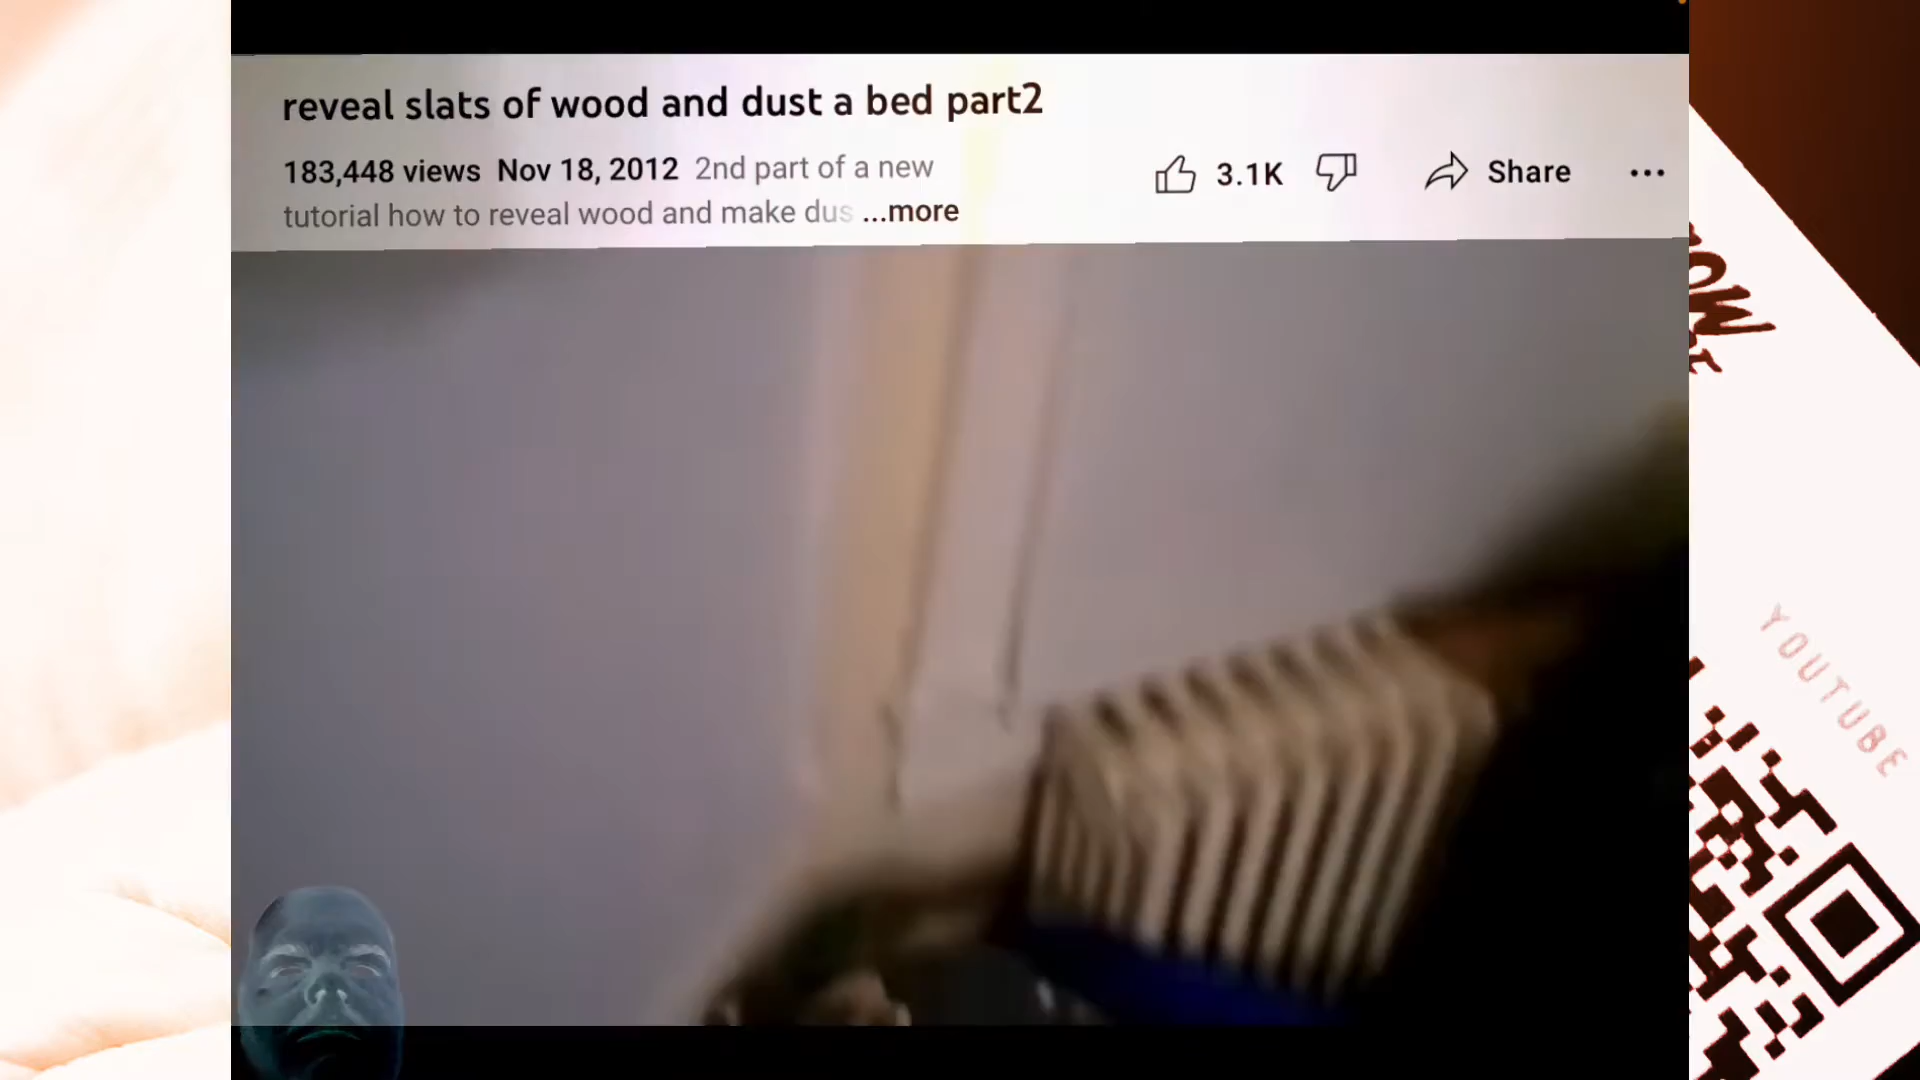 reveal slats of wood and dust a bed part2
183,448 views Nov 18, 2012 2nd part of a new
tutorial how to reveal wood and make dus ...more
3.1K
Share
YOUTUBE